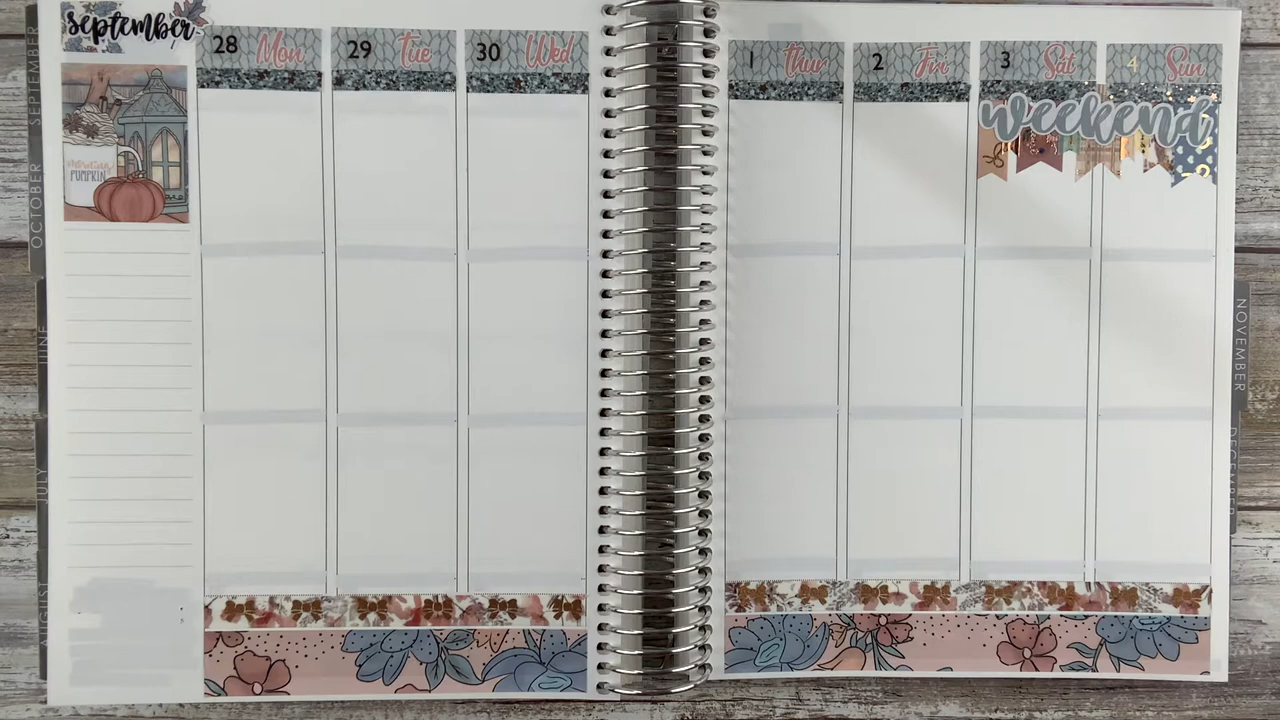 september
28 Mon
29 Tue
30 Wed
1 thur
2 Fri
3 Sat
4 Sun
weekend
PUMPKIN
SEPTEMBER
OCTOBER
JUNE
JULY
AUGUST
NOVEMBER
DECEMBER